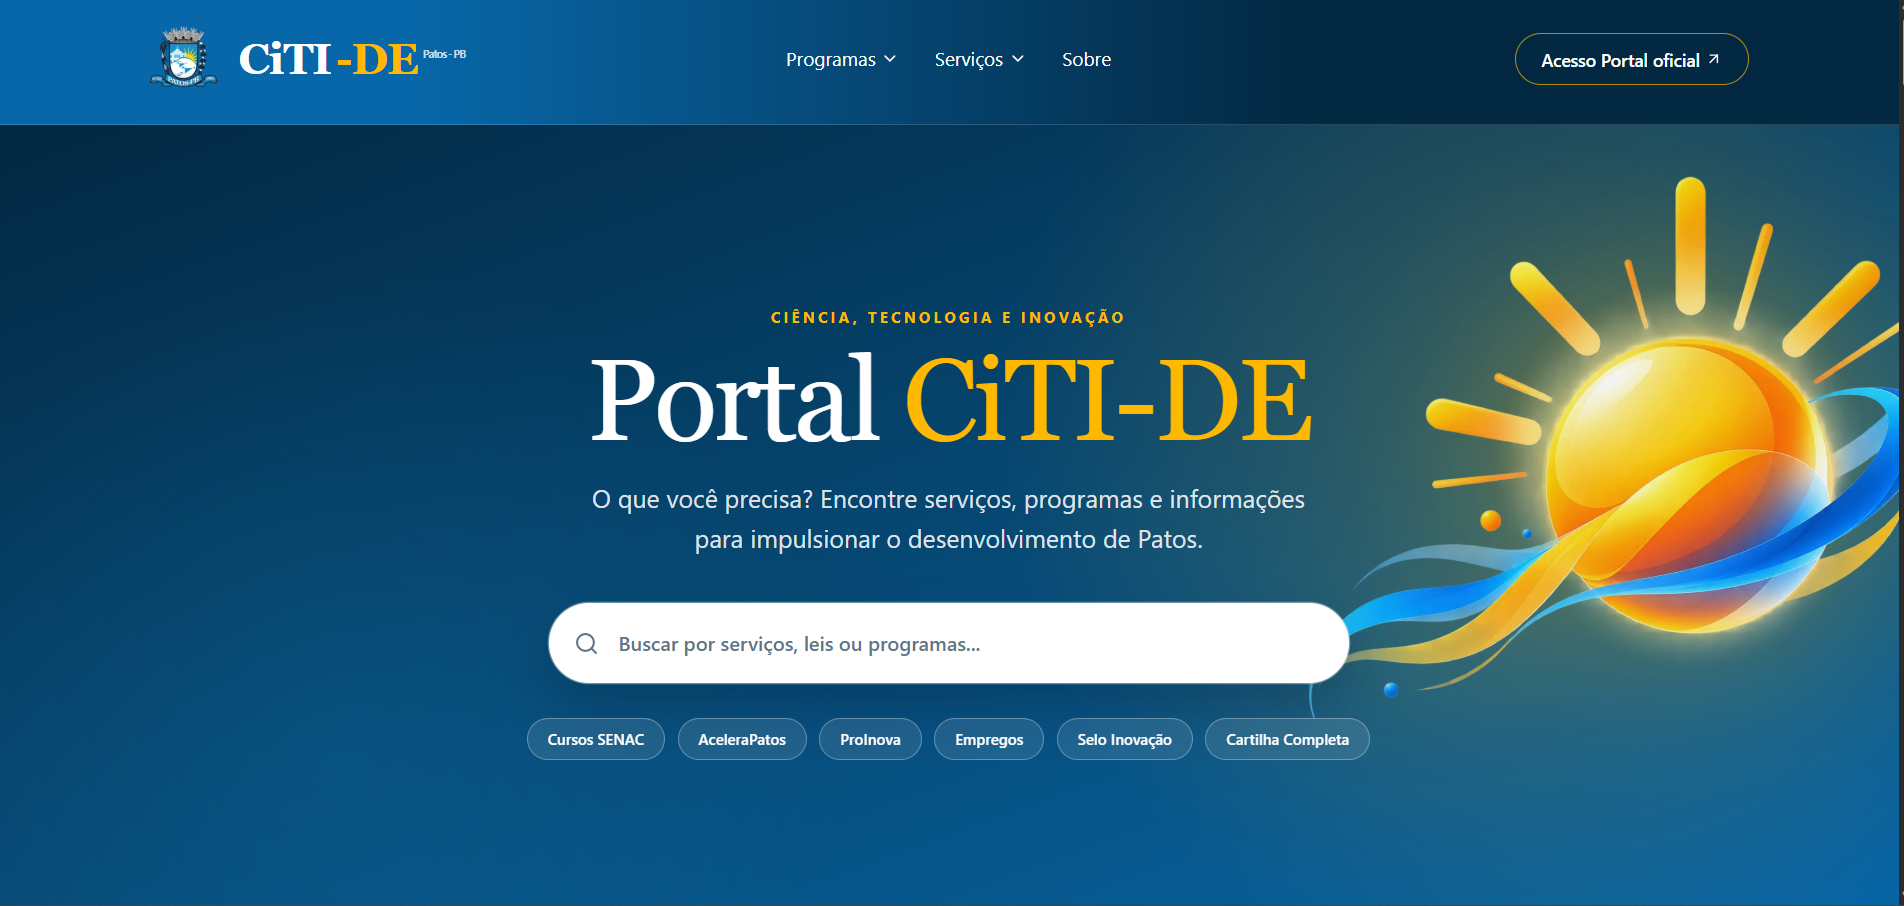 PATOS-PB
CiTI -DE Patos - PB
Programas
Serviços
Sobre
Acesso Portal oficial
CIÊNCIA, TECNOLOGIA E INOVAÇÃO
Portal CiTI-DE
O que você precisa? Encontre serviços, programas e informações
para impulsionar o desenvolvimento de Patos.
Buscar por serviços, leis ou programas...
Cursos SENAC
AceleraPatos
ProInova
Empregos
Selo Inovação
Cartilha Completa